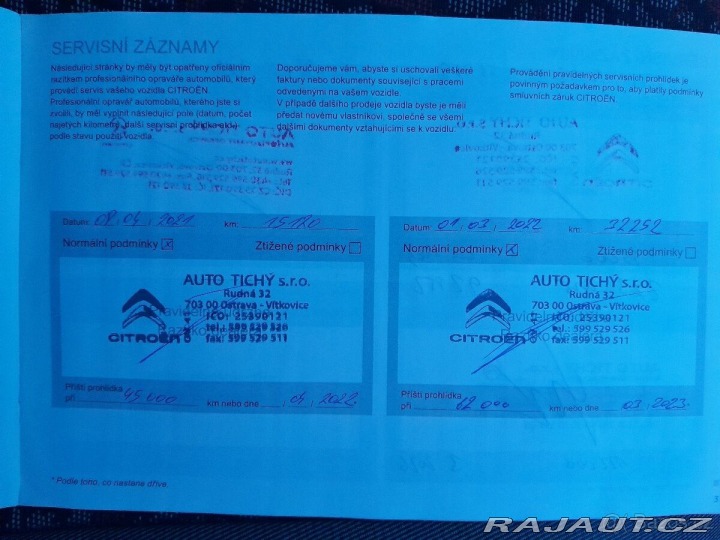 SERVISNÍ ZÁZNAMY
Následující stránky by měly být opatřeny oficiálním
razítkem profesionálního opraváře automobilů, který
provedl servis vašeho vozidla CITROËN.
Profesionální opravář automobilů, kterého jste si
zvolili, by měl vyplnit následující pole (datum, počet
najetých kilometrů, další servisní prohlídka atd.)
podle stavu vozidla.
Doporučujeme vám, abyste si uschovali veškeré
faktury nebo dokumenty související s pracemi
odvedenými na vašem vozidle.
V případě dalšího prodeje vozidla byste je měli
předat novému vlastníkovi, společně se všemi
dalšími dokumenty vztahujícími se k vozidlu.
Provádění pravidelných servisních prohlídek je
povinným požadavkem pro to, aby platily podmínky
smluvních záruk CITROËN.
Datum: 09.04.2021 km: 15120
Normální podmínky Ztížené podmínky
AUTO TICHÝ s.r.o.
Rudná 32
703 00 Ostrava - Vítkovice
IČO: 25390121
tel.: 599 529 526
fax: 599 529 511
CITROËN
Příští prohlídka
při 45 000 km nebo dne 04, 2022
Datum: 01.03.2022 km: 32252
Normální podmínky Ztížené podmínky
AUTO TICHÝ s.r.o.
Rudná 32
703 00 Ostrava - Vítkovice
IČO: 25390121
tel.: 599 529 526
fax: 599 529 511
CITROËN
Příští prohlídka
při 62 000 km nebo dne 03, 2023
* Podle toho, co nastane dříve.
RAJAUT.CZ